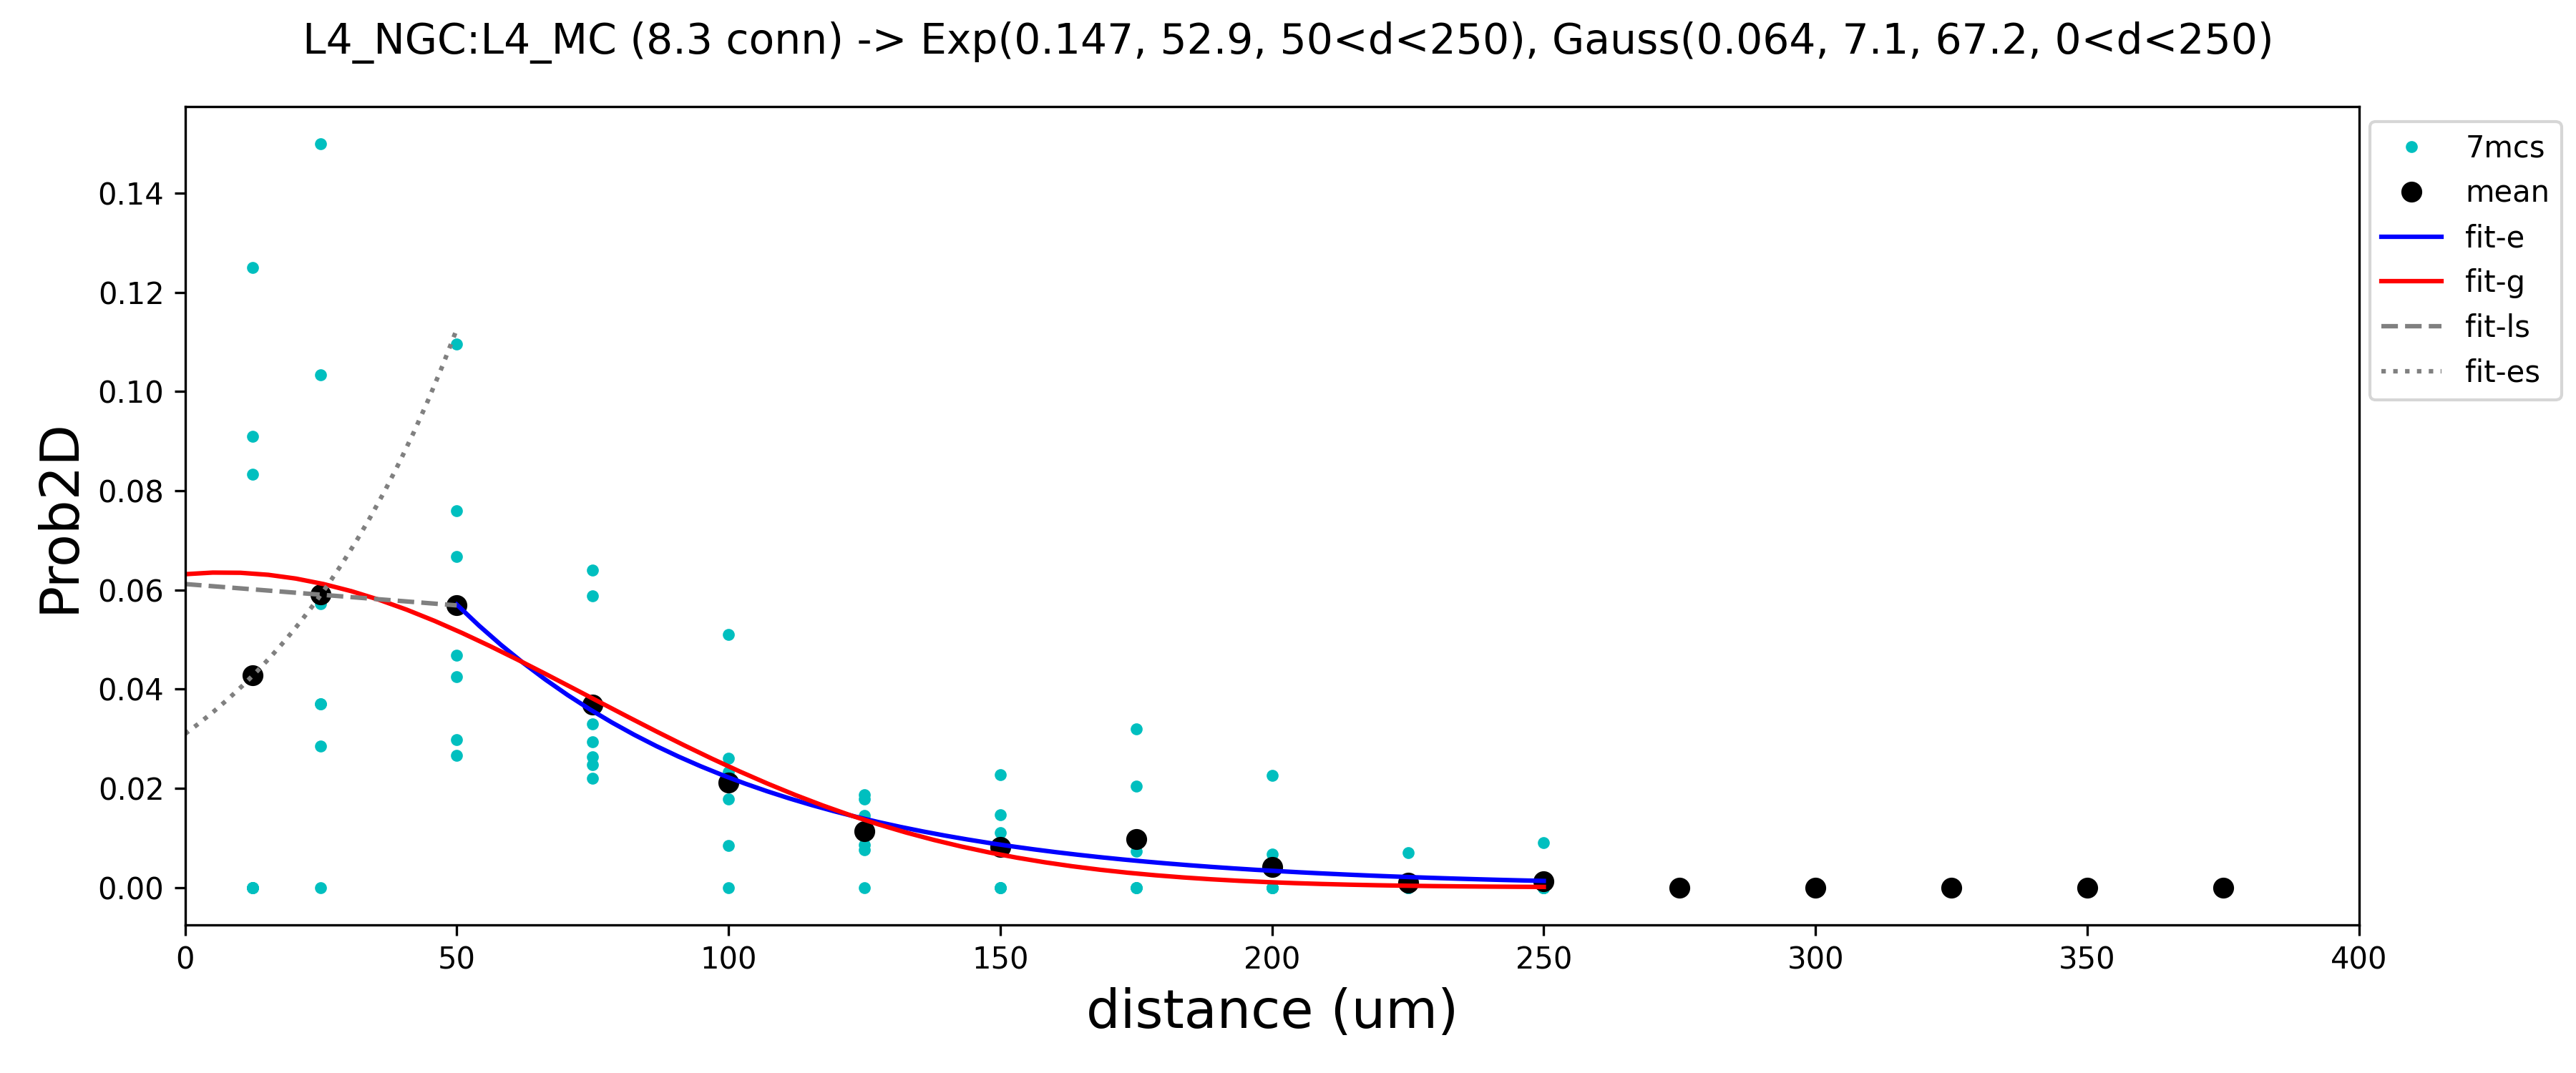 L4_NGC:L4_MC (8.3 conn) -> Exp(0.147, 52.9, 50<d<250), Gauss(0.064, 7.1, 67.2, 0<d<250)
7mcs
mean
fit-e
fit-g
fit-ls
fit-es
Prob2D
0.14
0.12
0.10
0.08
0.06
0.04
0.02
0.00
0 50 100 150 200 250 300 350 400
distance (um)